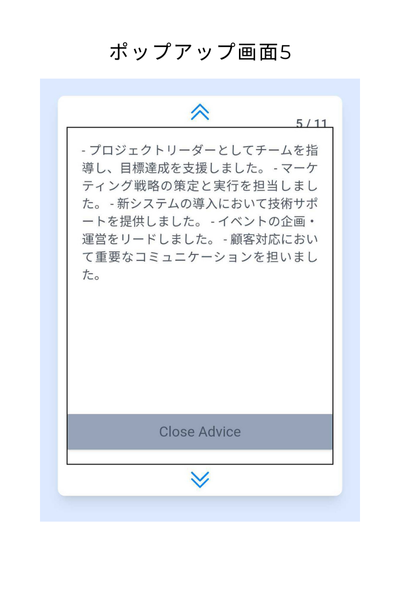 ポップアップ画面5
5 / 11
- プロジェクトリーダーとしてチームを指
導し、目標達成を支援しました。 - マーケ
ティング戦略の策定と実行を担当しまし
た。 - 新システムの導入において技術サポ
ートを提供しました。 - イベントの企画・
運営をリードしました。 - 顧客対応におい
て重要なコミュニケーションを担いまし
た。
Close Advice